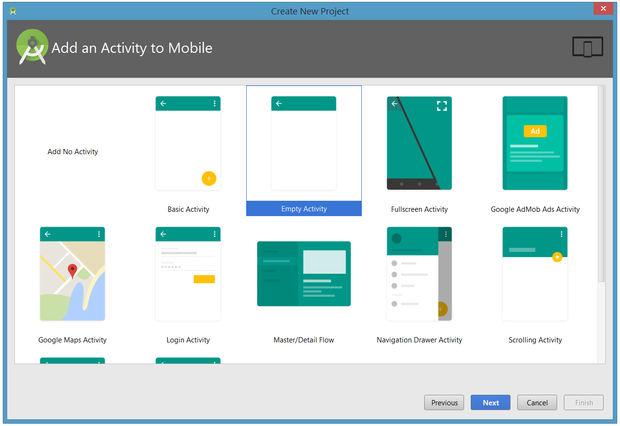 Create New Project
Add an Activity to Mobile
Add No Activity
Basic Activity
Empty Activity
Fullscreen Activity
Ad
Google AdMob Ads Activity
Google Maps Activity
Login Activity
Master/Detail Flow
Navigation Drawer Activity
Scrolling Activity
Previous
Next
Cancel
Finish